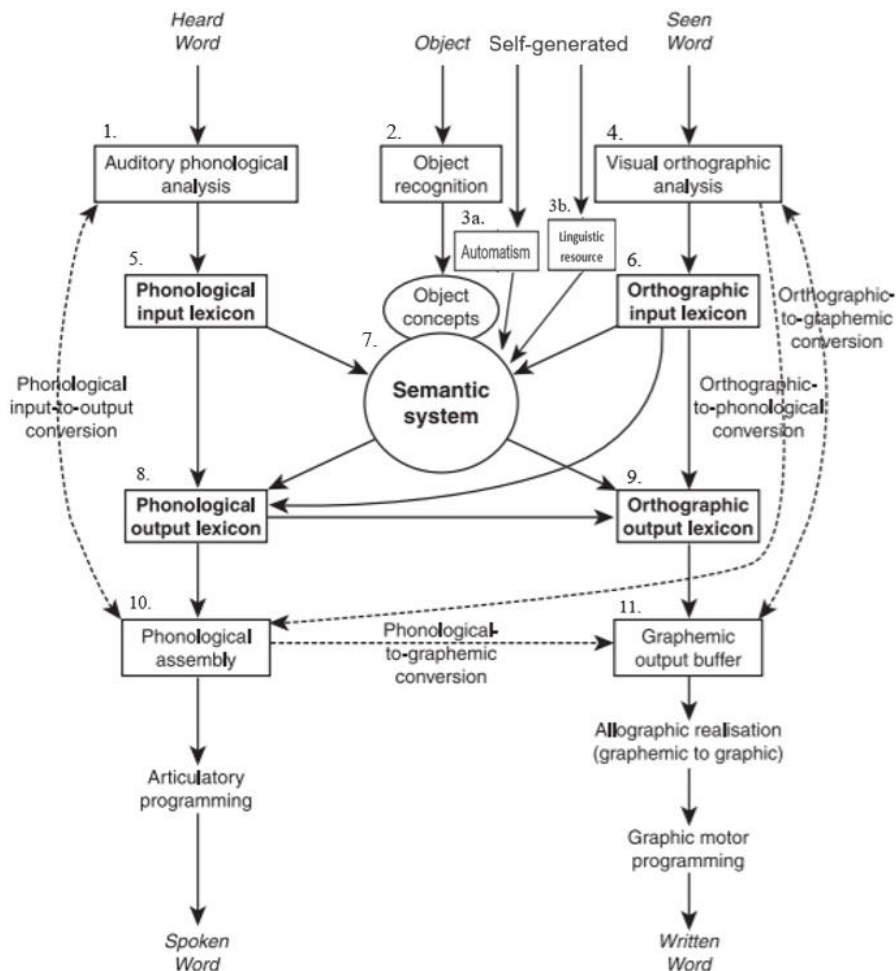 Heard
Word
Object
Self-generated
Seen
Word
1.
Auditory phonological
analysis
2.
Object
recognition
3a.
Automatism
3b.
Linguistic
resource
4.
Visual orthographic
analysis
5.
Phonological
input lexicon
Object
concepts
6.
Orthographic
input lexicon
Orthographic-
to-graphemic
conversion
7.
Semantic
system
Phonological
input-to-output
conversion
Orthographic-
to-phonological
conversion
8.
Phonological
output lexicon
9.
Orthographic
output lexicon
10.
Phonological
assembly
Phonological-
to-graphemic
conversion
11.
Graphemic
output buffer
Allographic realisation
(graphemic to graphic)
Articulatory
programming
Graphic motor
programming
Spoken
Word
Written
Word